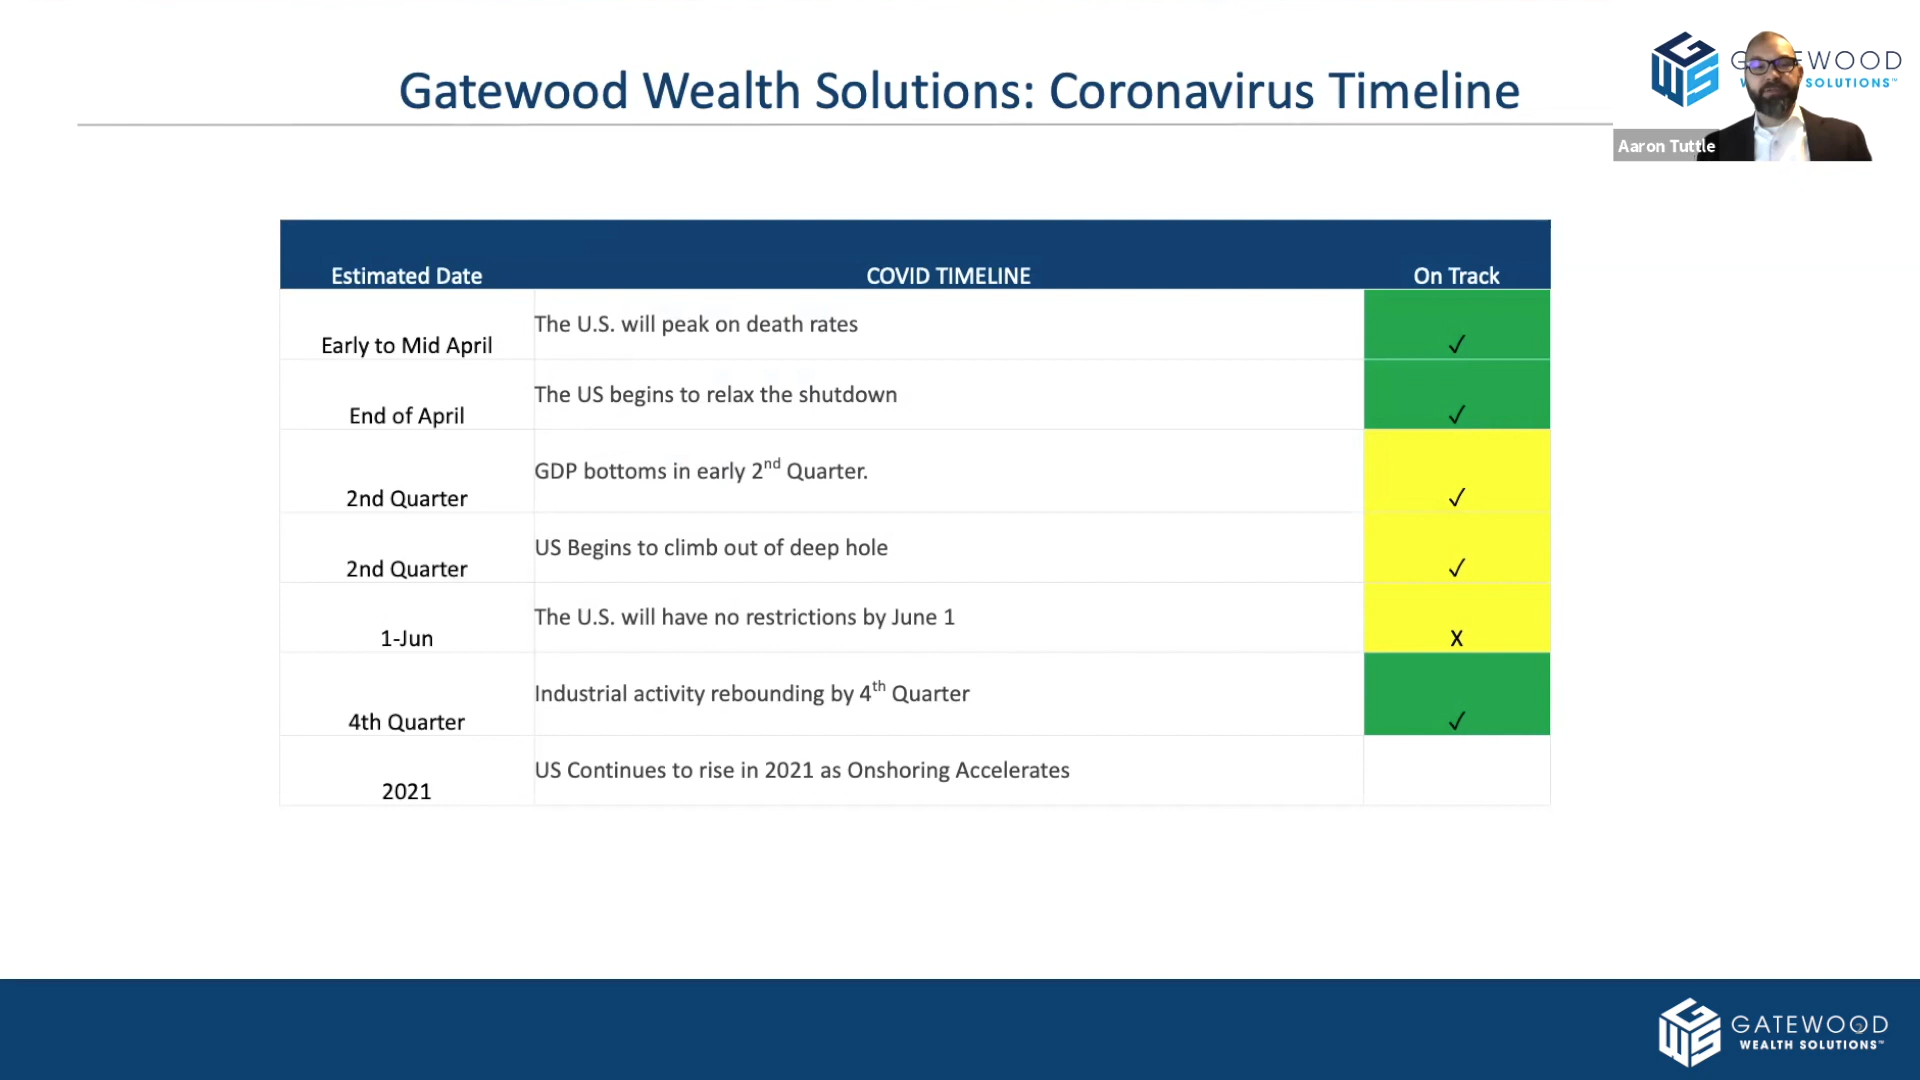 Gatewood Wealth Solutions: Coronavirus Timeline
SOLUTIONS™
Aaron Tuttle
Estimated Date COVID TIMELINE On Track
Early to Mid April The U.S. will peak on death rates ✓
End of April The US begins to relax the shutdown ✓
2nd Quarter GDP bottoms in early 2nd Quarter. ✓
2nd Quarter US Begins to climb out of deep hole ✓
1-Jun The U.S. will have no restrictions by June 1 X
4th Quarter Industrial activity rebounding by 4th Quarter ✓
2021 US Continues to rise in 2021 as Onshoring Accelerates
GWS
GATEWOOD
WEALTH SOLUTIONS™